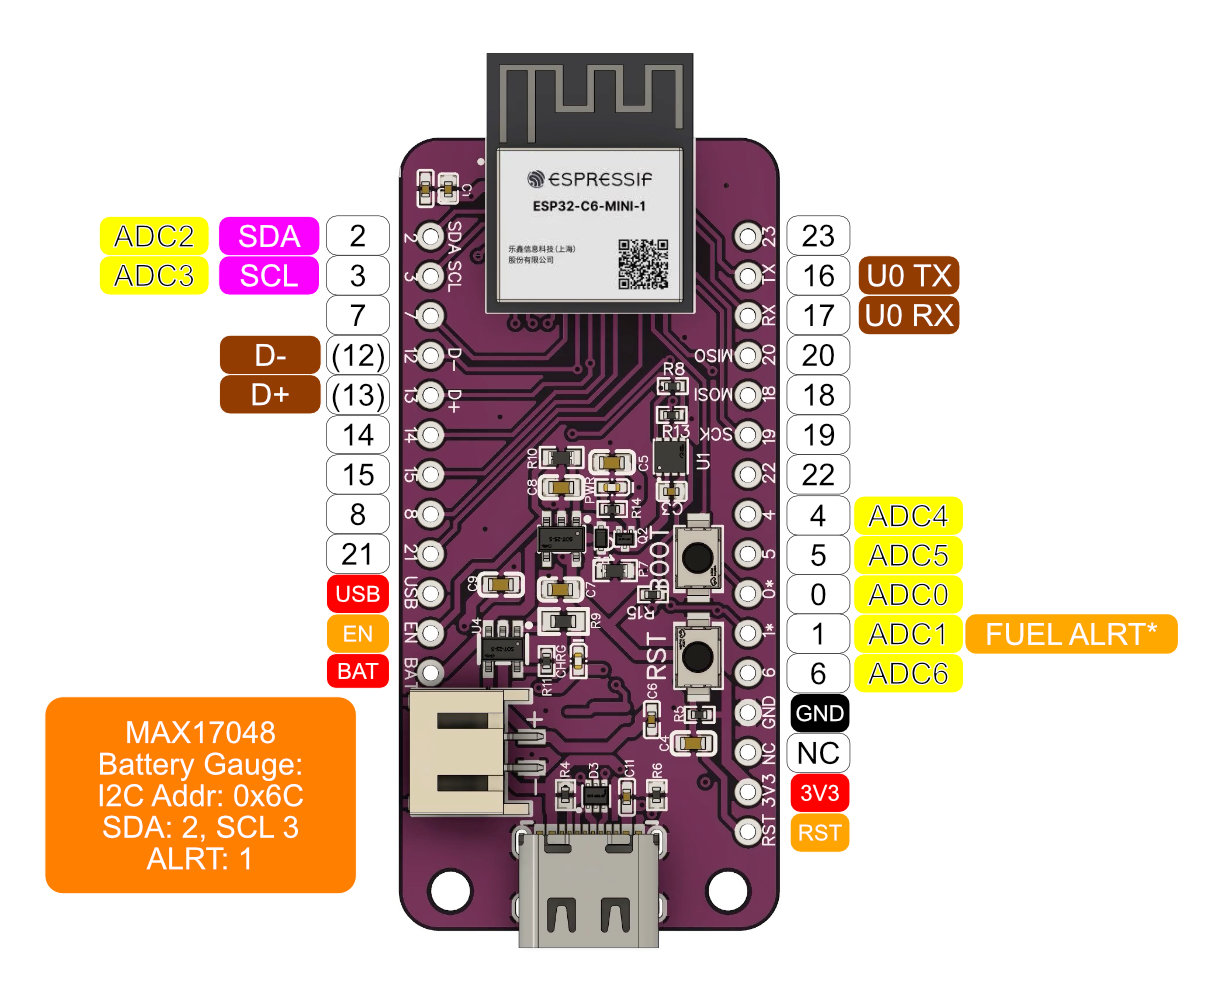 ESPRESSIF
ESP32-C6-MINI-1
乐鑫信息科技(上海)
股份有限公司
C1
ADC2 SDA 2
ADC3 SCL 3
7
D- (12)
D+ (13)
14
15
8
21
USB
EN
BAT
MAX17048
Battery Gauge:
I2C Addr: 0x6C
SDA: 2, SCL 3
ALRT: 1
2 SDA
3 SCL
7
12 D-
13 D+
14
15
8
21
USB
EN
BAT
R10
C8
PWR
C5
R8
R13
U1
C3
R14
Q2
BOOT
R15
C9
C7
R9
U4
SOT-23-5
SOT-23-5
R11
CHRG
RST
C6
R5
C4
+
-
R4
D3
C11
R6
23
TX
RX
20 MISO
18 MOSI
19 SCK
22
4
5
0*
1*
6
GND
NC
3V3
RST
23
16 U0 TX
17 U0 RX
20
18
19
22
4 ADC4
5 ADC5
0 ADC0
1 ADC1 FUEL ALRT*
6 ADC6
GND
NC
3V3
RST